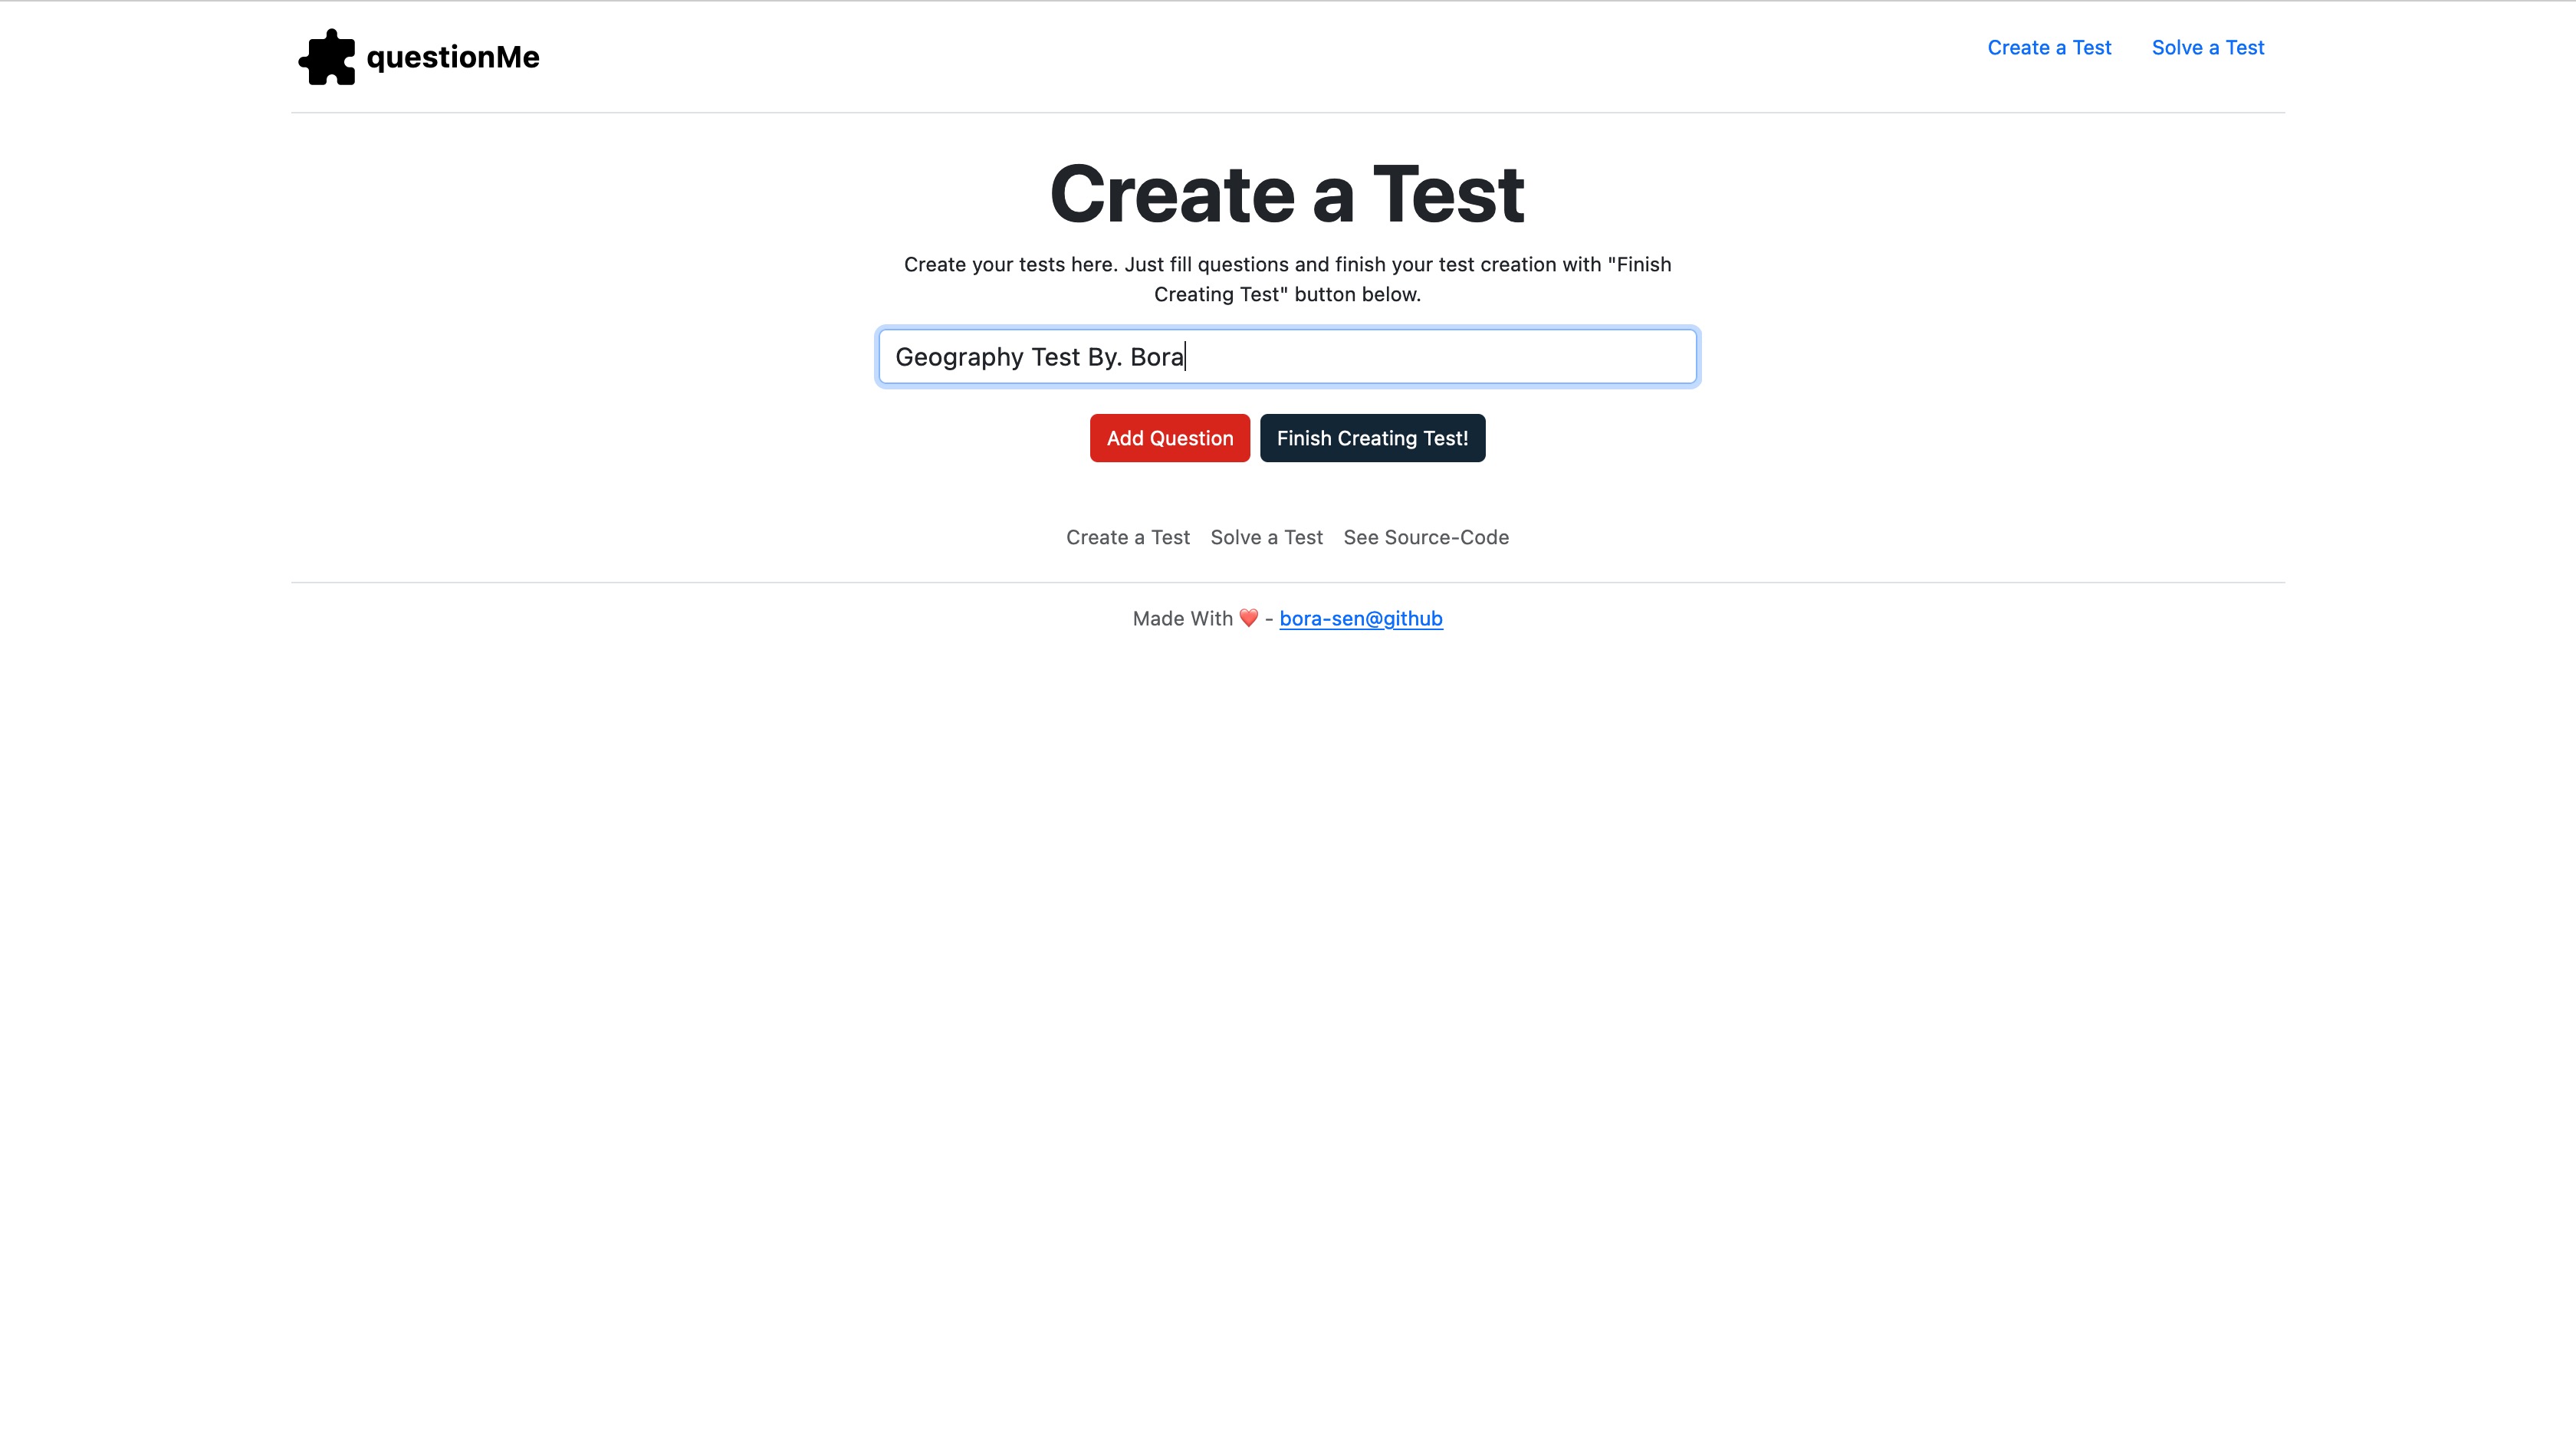 questionMe
Create a Test Solve a Test
Create a Test
Create your tests here. Just fill questions and finish your test creation with "Finish
Creating Test" button below.
Geography Test By. Bora
Add Question Finish Creating Test!
Create a Test Solve a Test See Source-Code
Made With ❤️ - bora-sen@github